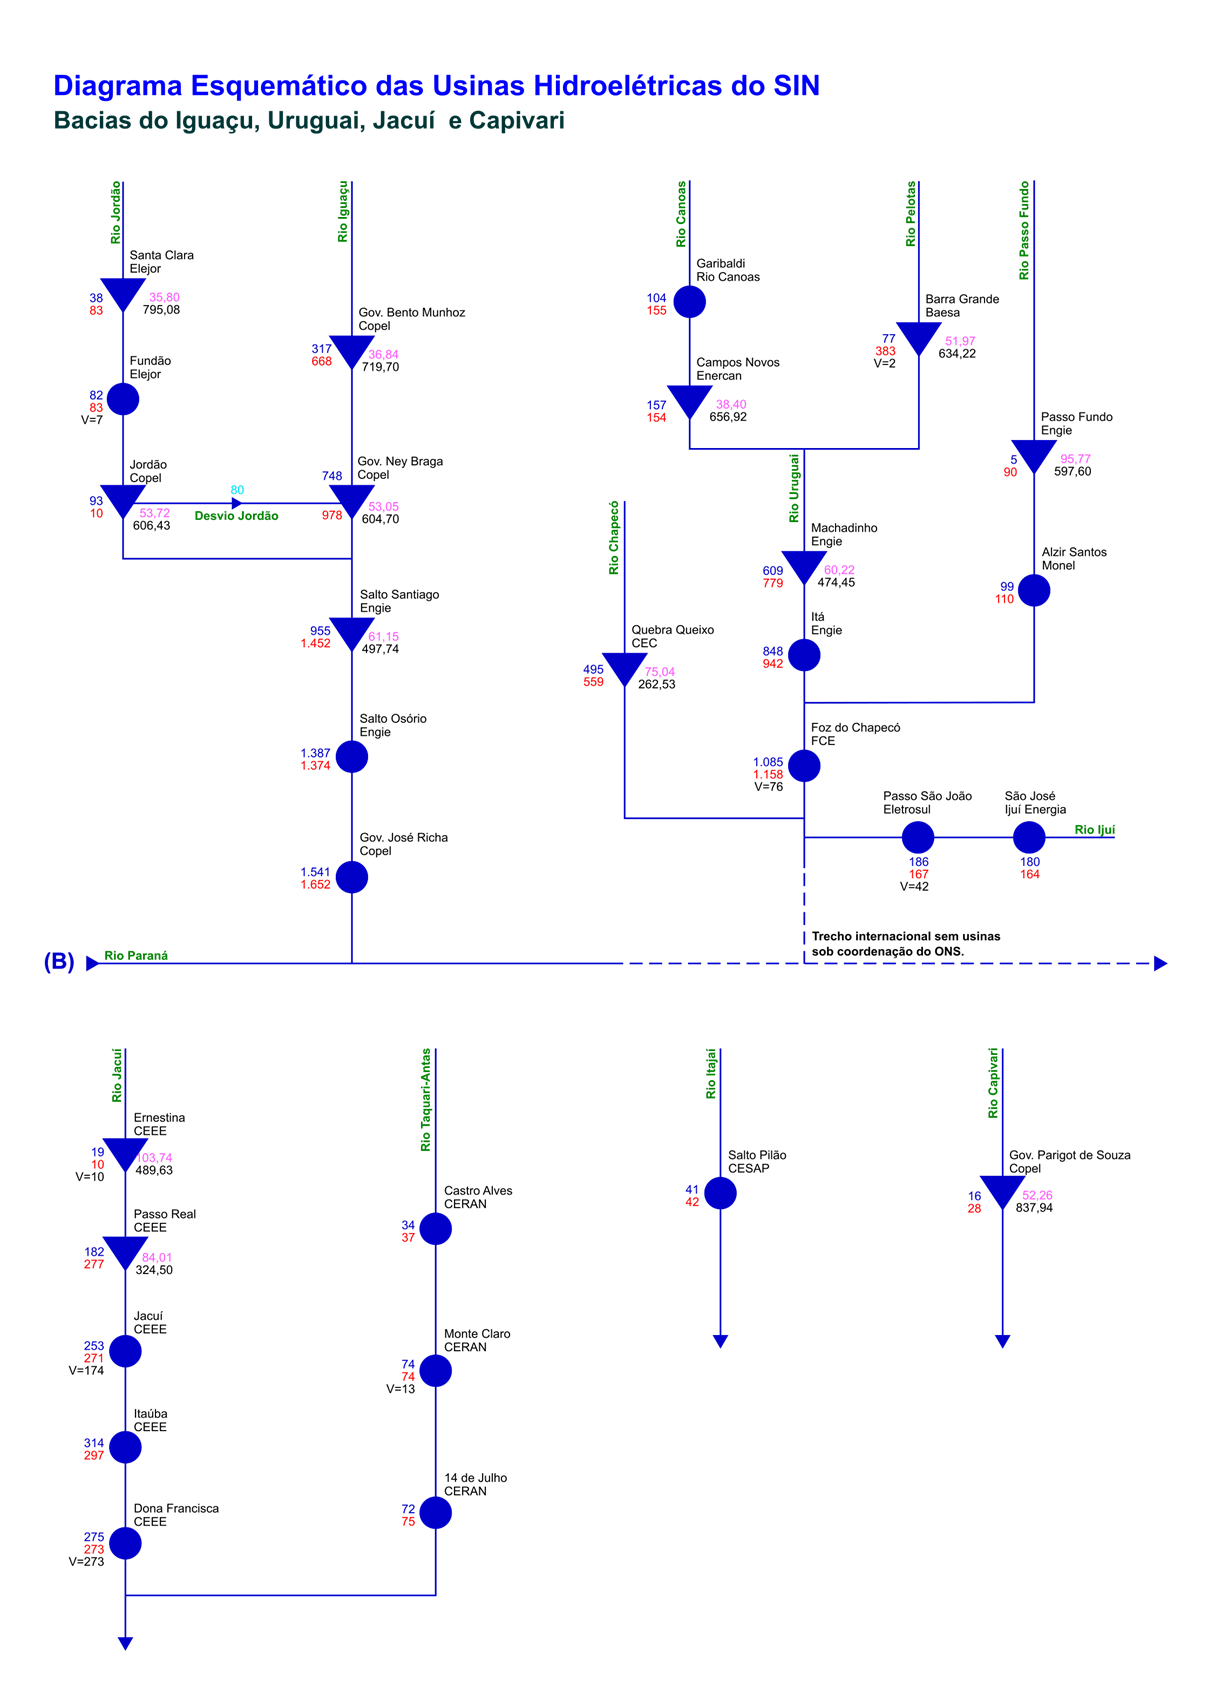 Diagrama Esquemático das Usinas Hidroelétricas do SIN
Bacias do Iguaçu, Uruguai, Jacuí e Capivari
Rio Jordão
Santa Clara
Elejor
38
83
35,80
795,08
Fundão
Elejor
82
83
V=7
Jordão
Copel
93
10
53,72
606,43
80
Desvio Jordão
Rio Iguaçu
Gov. Bento Munhoz
Copel
317
668
36,84
719,70
Gov. Ney Braga
Copel
748
978
53,05
604,70
Salto Santiago
Engie
955
1.452
61,15
497,74
Salto Osório
Engie
1.387
1.374
Gov. José Richa
Copel
1.541
1.652
Rio Canoas
Garibaldi
Rio Canoas
104
155
Campos Novos
Enercan
157
154
38,40
656,92
Rio Pelotas
Barra Grande
Baesa
77
383
V=2
51,97
634,22
Rio Passo Fundo
Passo Fundo
Engie
5
90
95,77
597,60
Alzir Santos
Monel
99
110
Rio Uruguai
Machadinho
Engie
609
779
60,22
474,45
Itá
Engie
848
942
Rio Chapecó
Quebra Queixo
CEC
495
559
75,04
262,53
Foz do Chapecó
FCE
1.085
1.158
V=76
Passo São João
Eletrosul
186
167
V=42
São José
Ijuí Energia
180
164
Rio Ijuí
Trecho internacional sem usinas
sob coordenação do ONS.
(B)
Rio Paraná
Rio Jacuí
Ernestina
CEEE
19
10
V=10
103,74
489,63
Passo Real
CEEE
182
277
84,01
324,50
Jacuí
CEEE
253
271
V=174
Itaúba
CEEE
314
297
Dona Francisca
CEEE
275
273
V=273
Rio Taquari-Antas
Castro Alves
CERAN
34
37
Monte Claro
CERAN
74
74
V=13
14 de Julho
CERAN
72
75
Rio Itajaí
Salto Pilão
CESAP
41
42
Rio Capivari
Gov. Parigot de Souza
Copel
16
28
52,26
837,94